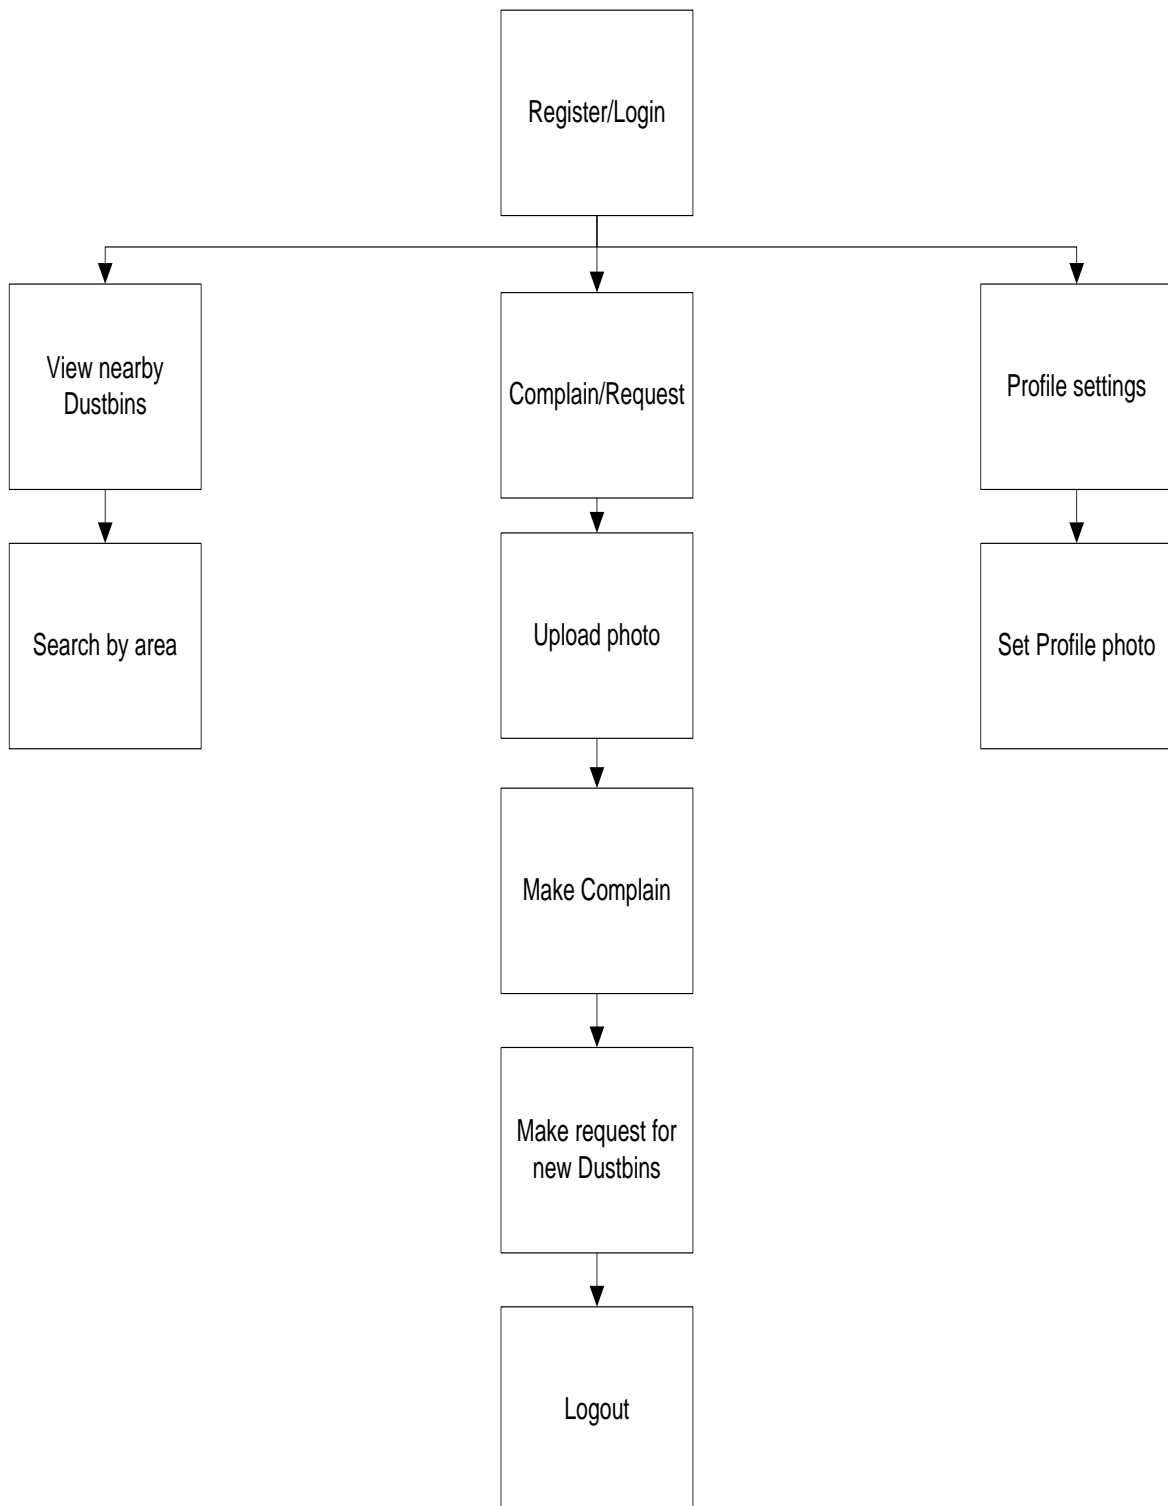 Register/Login
View nearby
Dustbins
Complain/Request
Profile settings
Search by area
Upload photo
Set Profile photo
Make Complain
Make request for
new Dustbins
Logout